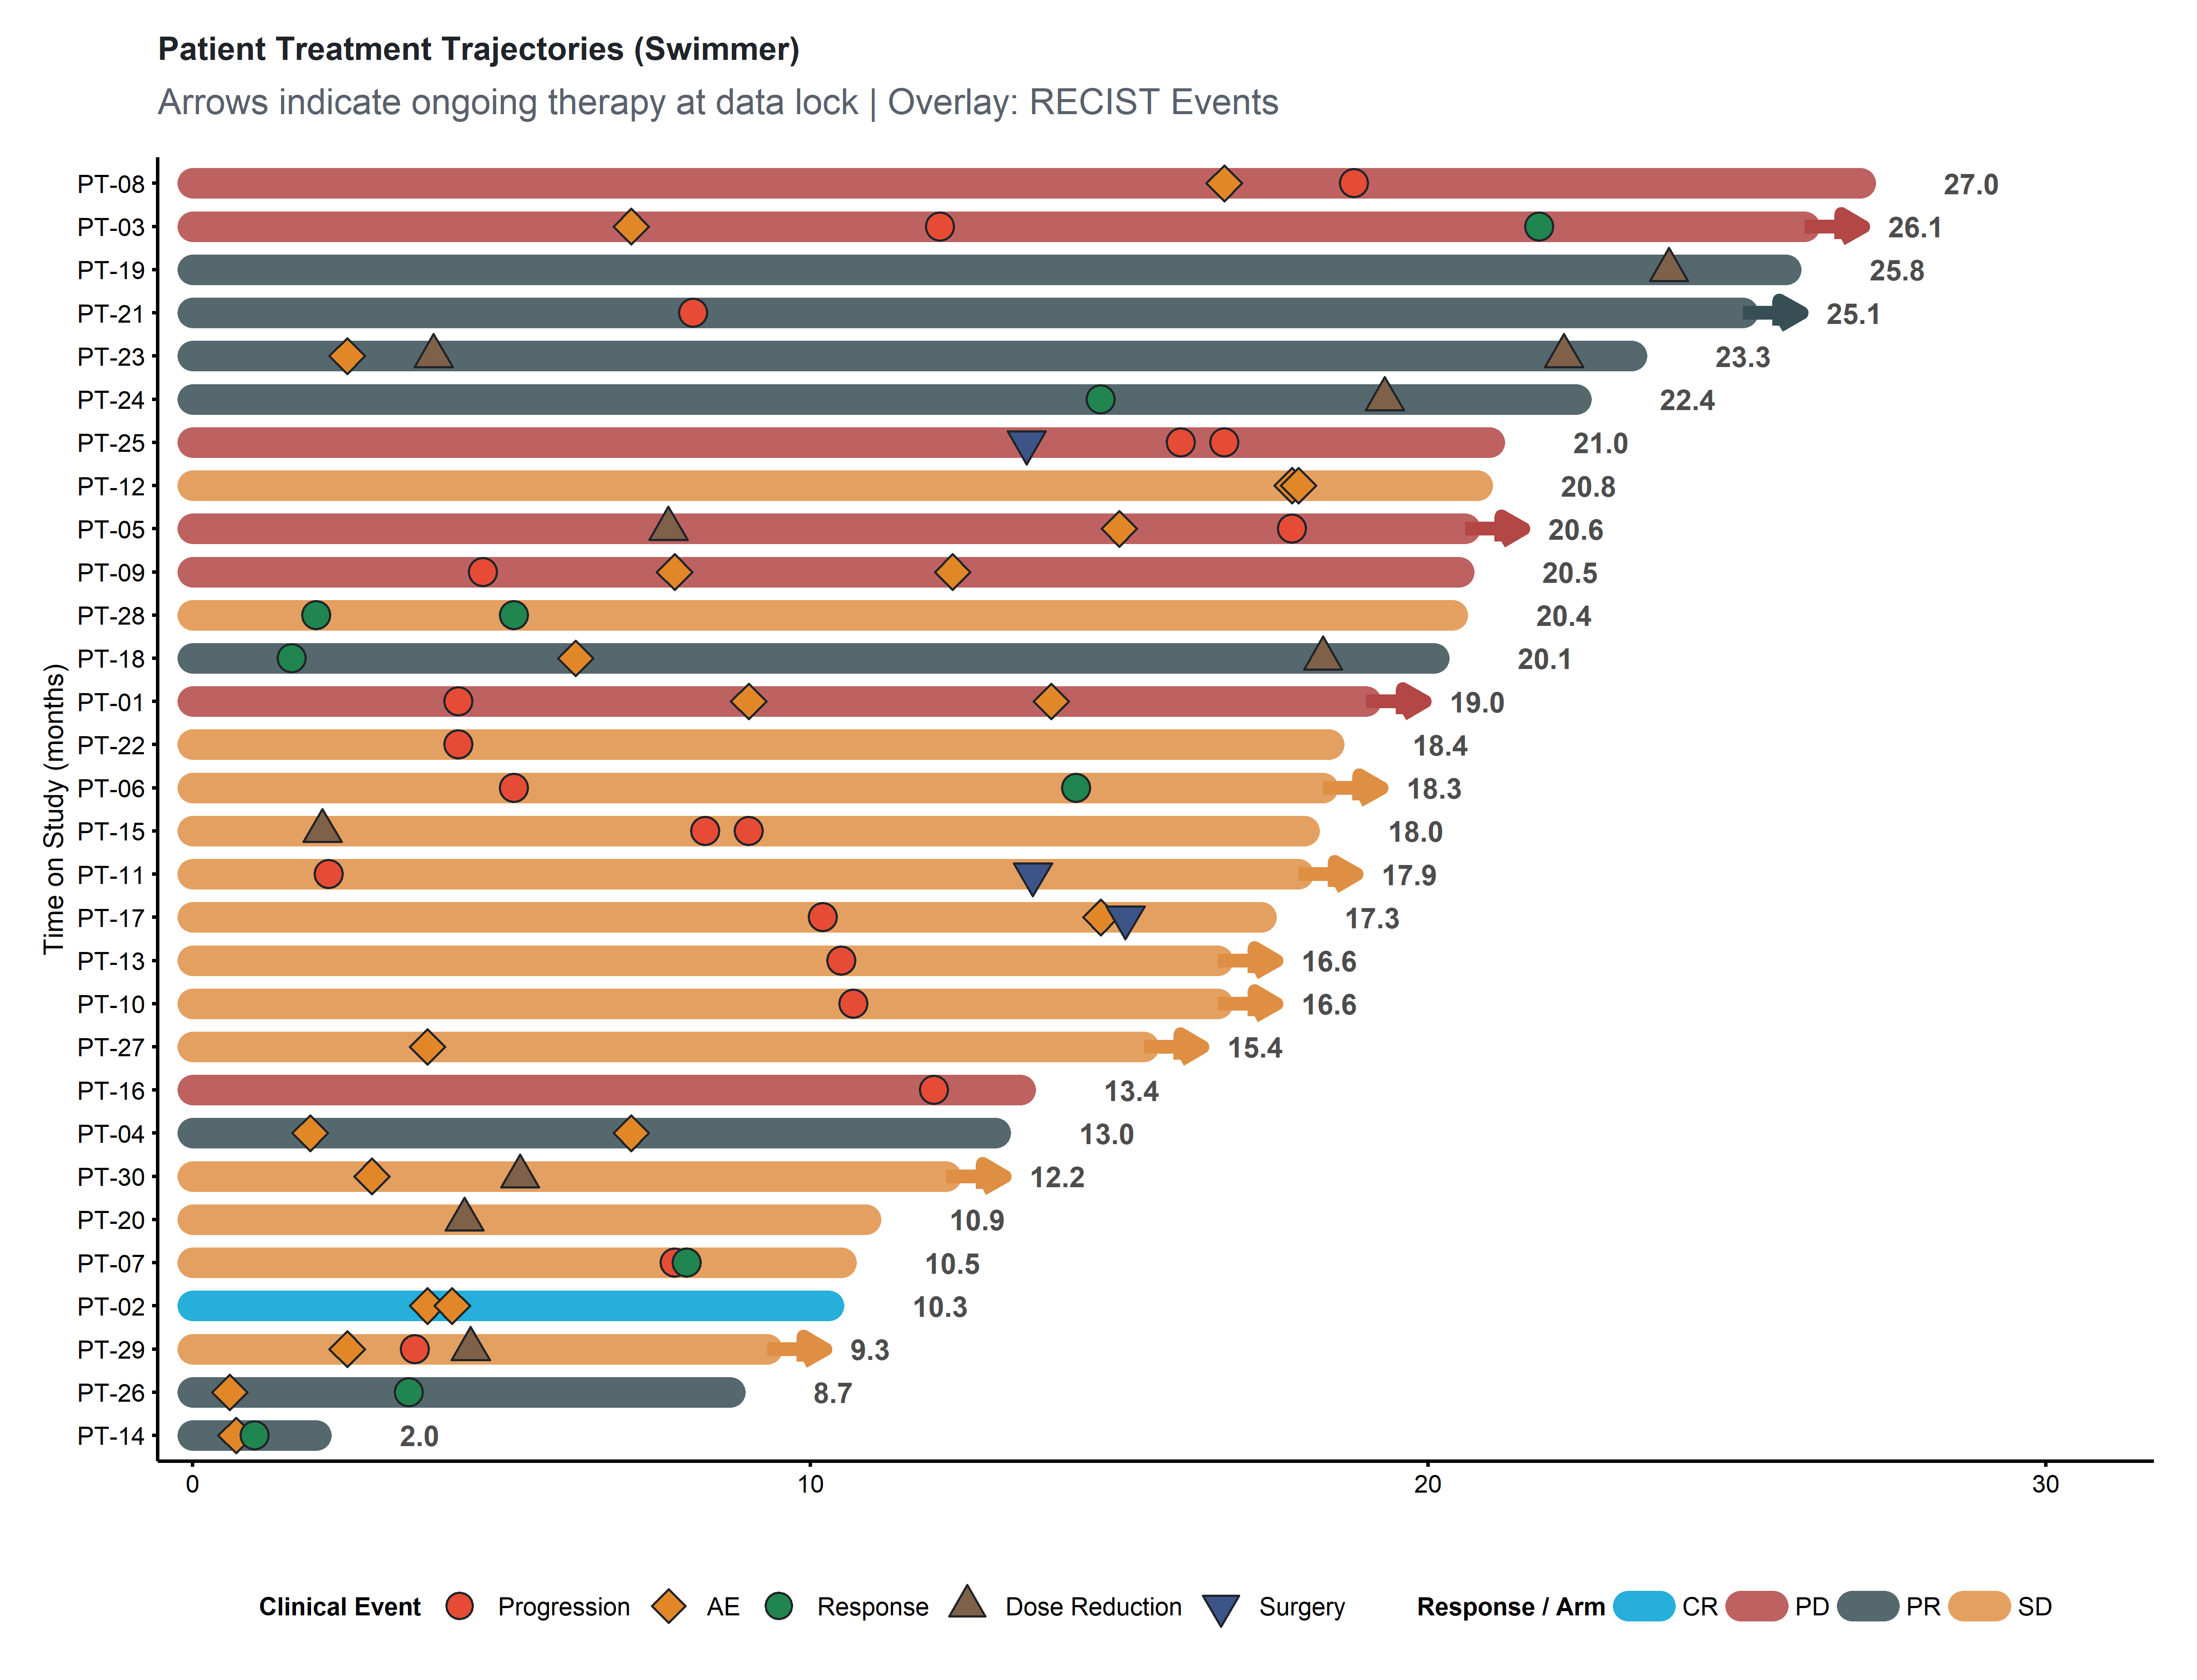 Patient Treatment Trajectories (Swimmer)
Arrows indicate ongoing therapy at data lock | Overlay: RECIST Events
Time on Study (months)
PT-08 27.0
PT-03 26.1
PT-19 25.8
PT-21 25.1
PT-23 23.3
PT-24 22.4
PT-25 21.0
PT-12 20.8
PT-05 20.6
PT-09 20.5
PT-28 20.4
PT-18 20.1
PT-01 19.0
PT-22 18.4
PT-06 18.3
PT-15 18.0
PT-11 17.9
PT-17 17.3
PT-13 16.6
PT-10 16.6
PT-27 15.4
PT-16 13.4
PT-04 13.0
PT-30 12.2
PT-20 10.9
PT-07 10.5
PT-02 10.3
PT-29 9.3
PT-26 8.7
PT-14 2.0
0 10 20 30
Clinical Event Progression AE Response Dose Reduction Surgery Response / Arm CR PD PR SD